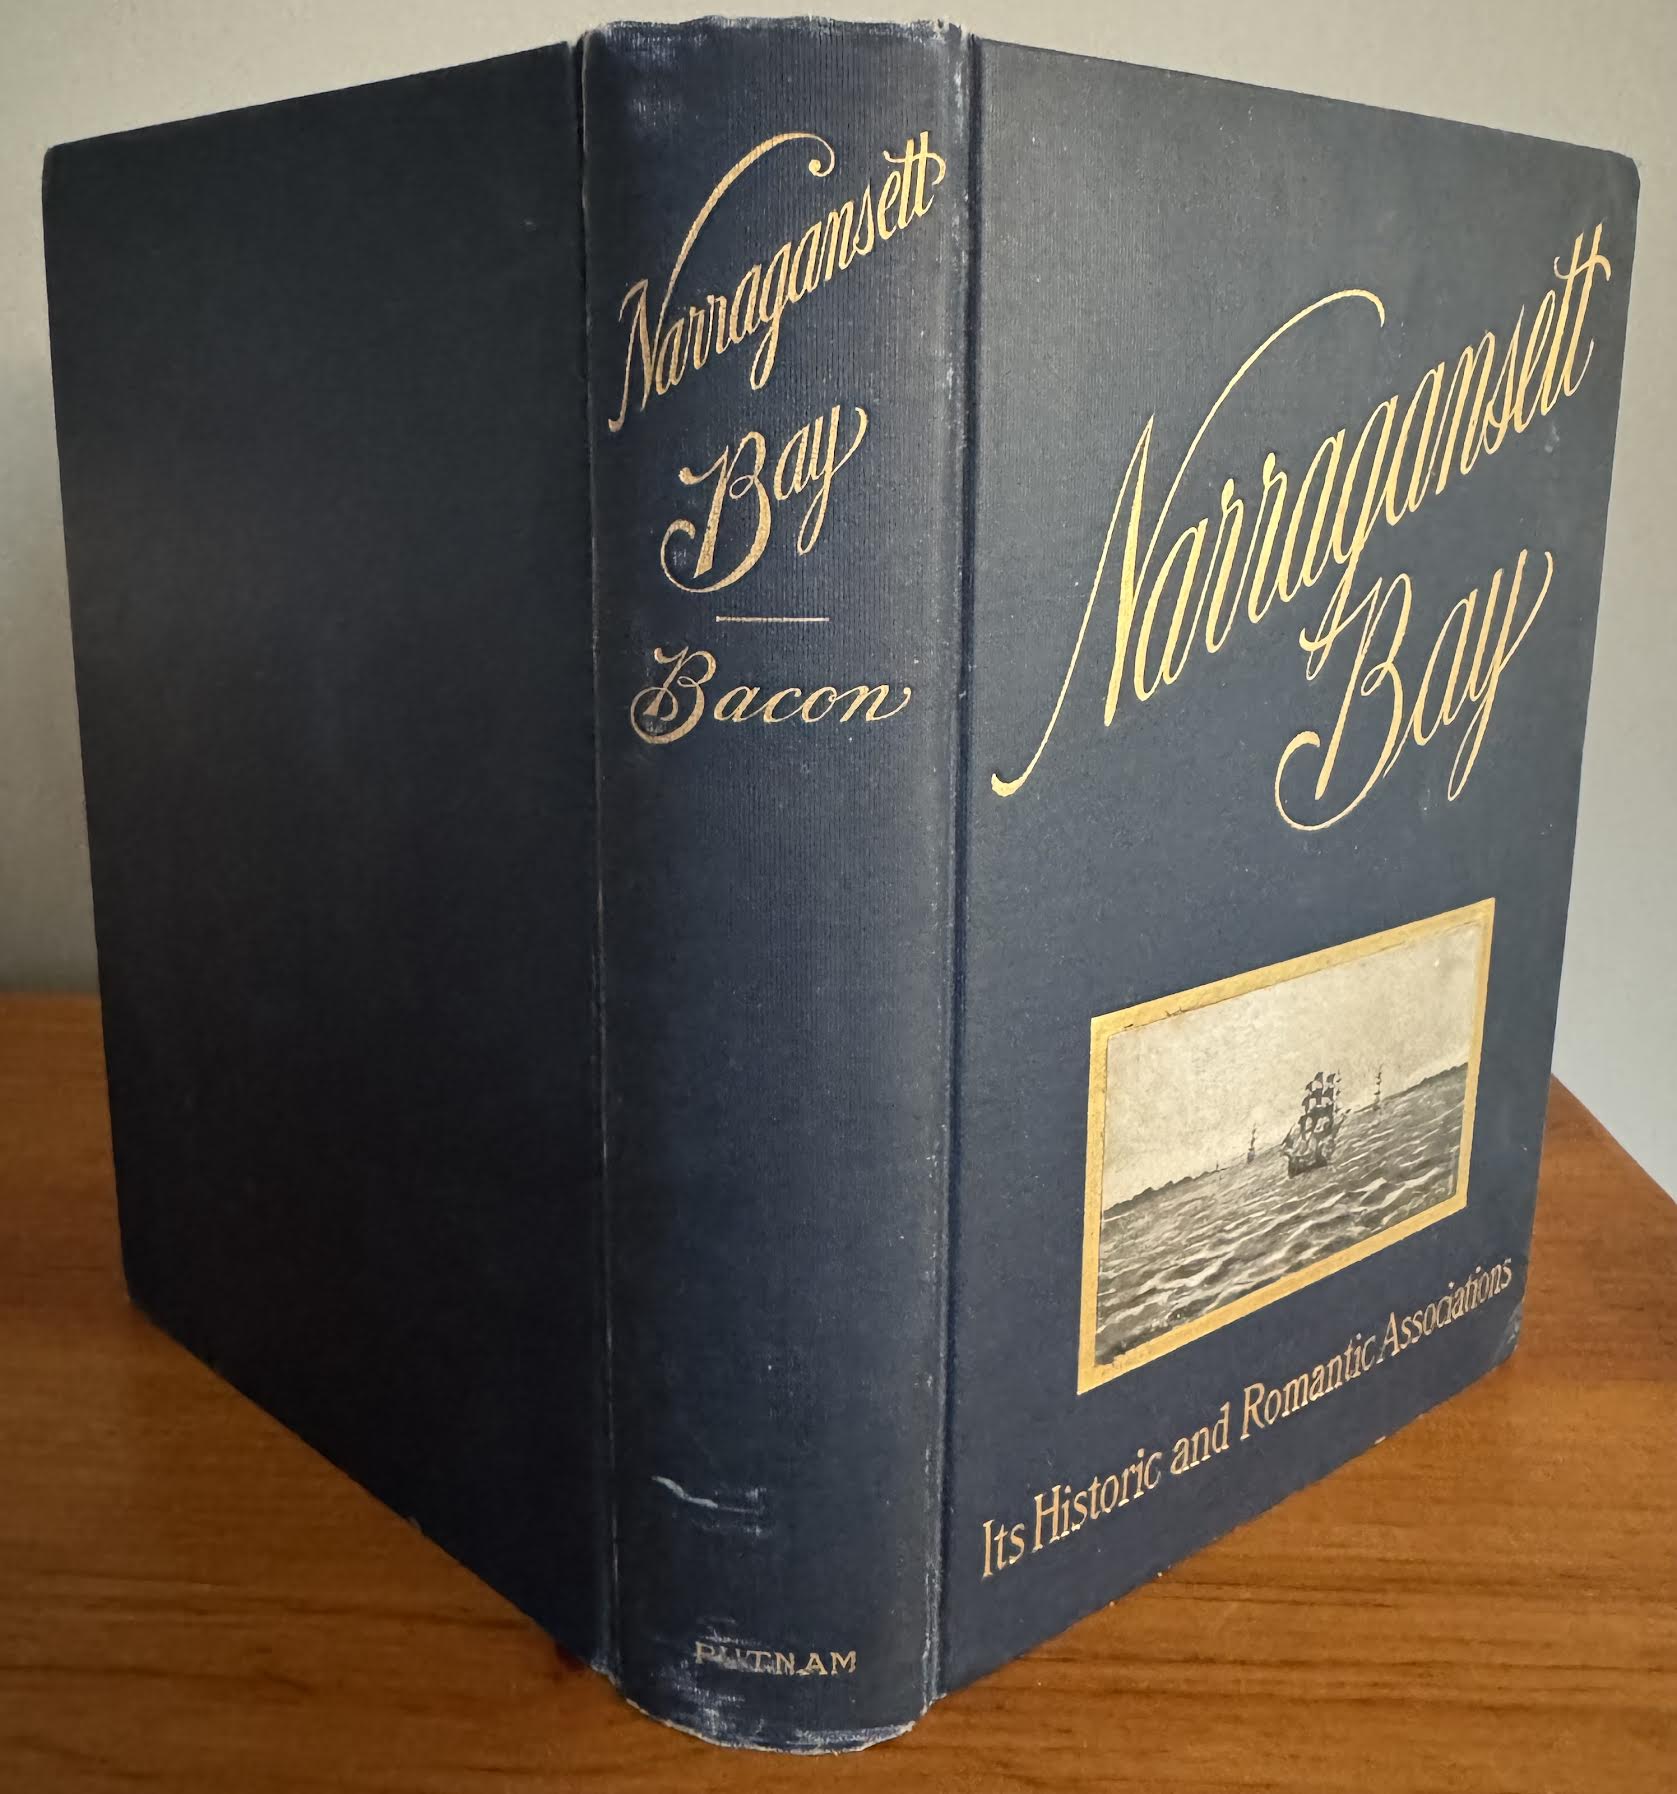 Narragansett
Bay
Bacon
PUTNAM
Narragansett
Bay
Its Historic and Romantic Associations